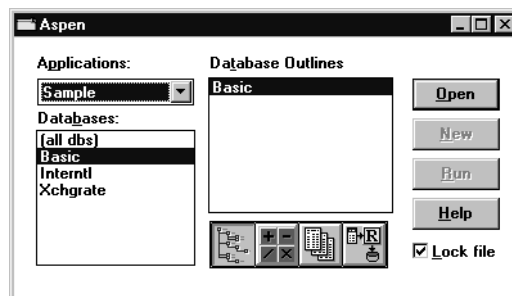 Aspen
Applications:
Sample
Databases:
(all dbs)
Basic
Interntl
Xchgrate
Database Outlines
Basic
Open
New
Run
Help
Lock file